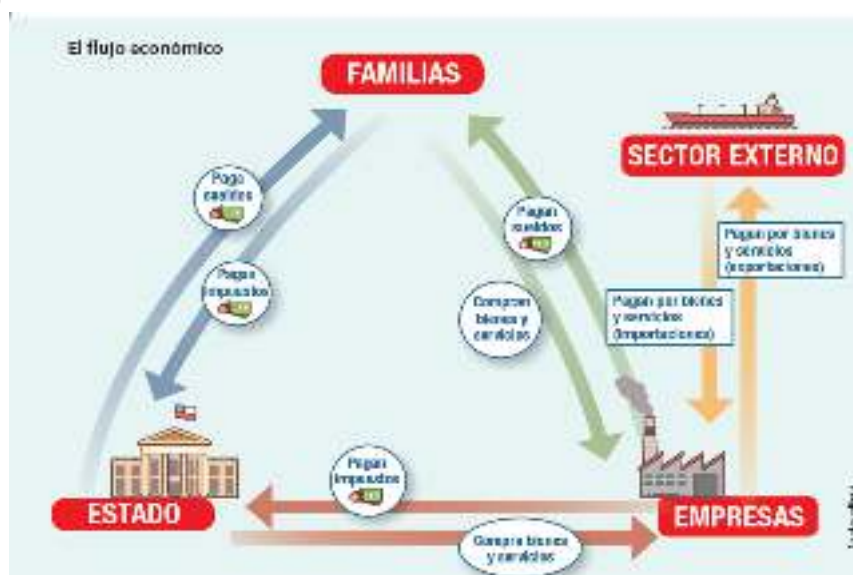 El flujo económico
FAMILIAS
SECTOR EXTERNO
Paga
sueldos
Pagan
impuestos
Pagan
sueldos
Compran
bienes y
servicios
Pagan por bienes
y servicios
(exportaciones)
Pagan por bienes
y servicios
(importaciones)
Pagan
impuestos
ESTADO
EMPRESAS
Compra bienes
y servicios